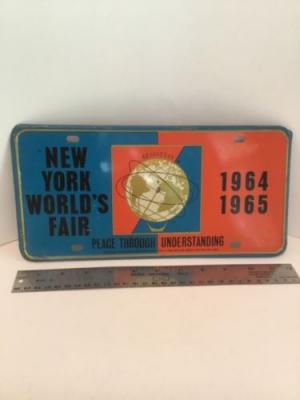 NEW
YORK
WORLD'S
FAIR
1964
1965
PEACE THROUGH UNDERSTANDING